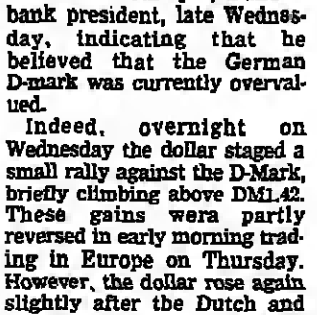 bank president, late Wednes-
day, indicating that he
believed that the German
D-mark was currently overval-
ued.
Indeed, overnight on
Wednesday the dollar staged a
small rally against the D-Mark,
briefly climbing above DM1.42.
These gains were partly
reversed in early morning trad-
ing in Europe on Thursday.
However, the dollar rose again
slightly after the Dutch and